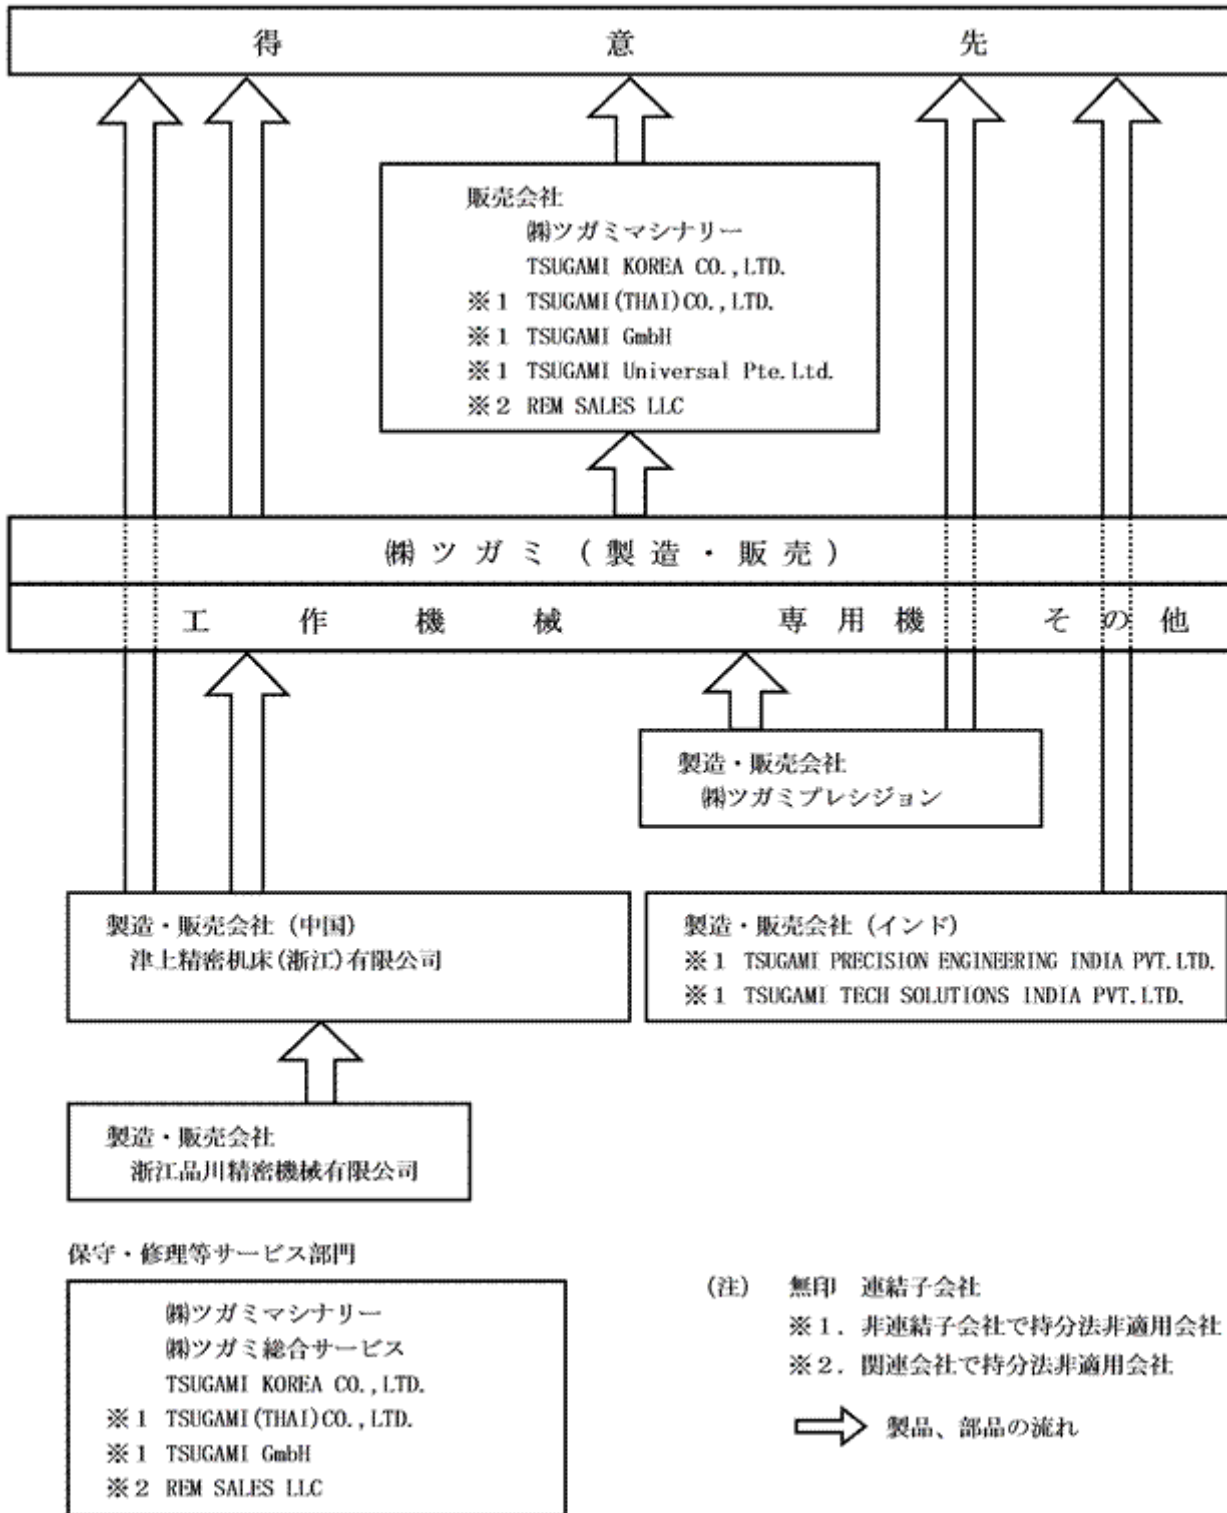 得意先
販売会社
㈱ツガミマシナリー
TSUGAMI KOREA CO.,LTD.
※1 TSUGAMI(THAI)CO.,LTD.
※1 TSUGAMI GmbH
※1 TSUGAMI Universal Pte.Ltd.
※2 REM SALES LLC
㈱ツガミ(製造・販売)
工作機械 専用機 その他
製造・販売会社
㈱ツガミプレシジョン
製造・販売会社(中国)
津上精密机床(浙江)有限公司
製造・販売会社(インド)
※1 TSUGAMI PRECISION ENGINEERING INDIA PVT.LTD.
※1 TSUGAMI TECH SOLUTIONS INDIA PVT.LTD.
製造・販売会社
浙江品川精密機械有限公司
保守・修理等サービス部門
㈱ツガミマシナリー
㈱ツガミ総合サービス
TSUGAMI KOREA CO.,LTD.
※1 TSUGAMI(THAI)CO.,LTD.
※1 TSUGAMI GmbH
※2 REM SALES LLC
(注) 無印 連結子会社
※1. 非連結子会社で持分法非適用会社
※2. 関連会社で持分法非適用会社
製品、部品の流れ